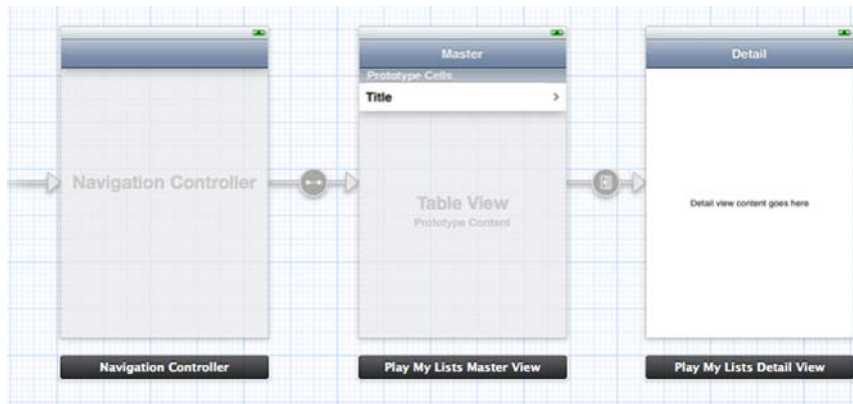 Navigation Controller
Navigation Controller
Master
Prototype Cells
Title
Table View
Prototype Content
Play My Lists Master View
Detail
Detail view content goes here
Play My Lists Detail View